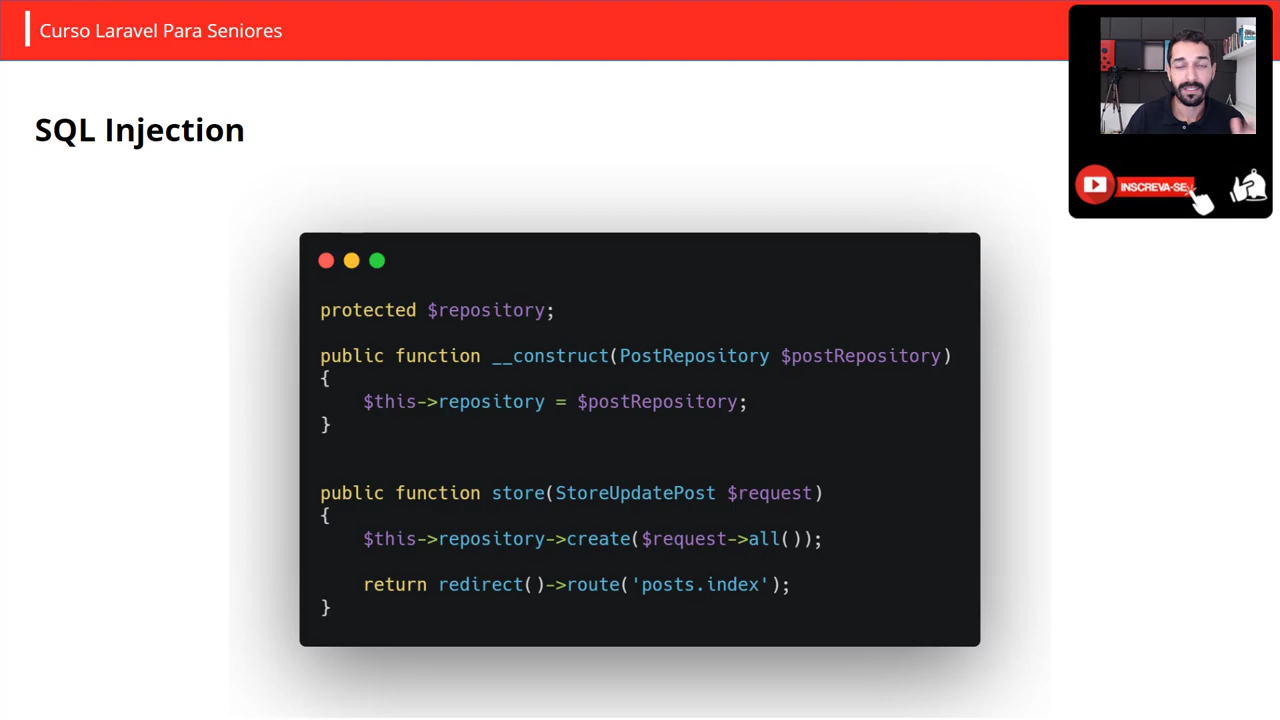 Curso Laravel Para Seniores
SQL Injection
INSCREVA-SE
protected $repository;
public function __construct(PostRepository $postRepository)
{
    $this->repository = $postRepository;
}
public function store(StoreUpdatePost $request)
{
    $this->repository->create($request->all());
    return redirect()->route('posts.index');
}